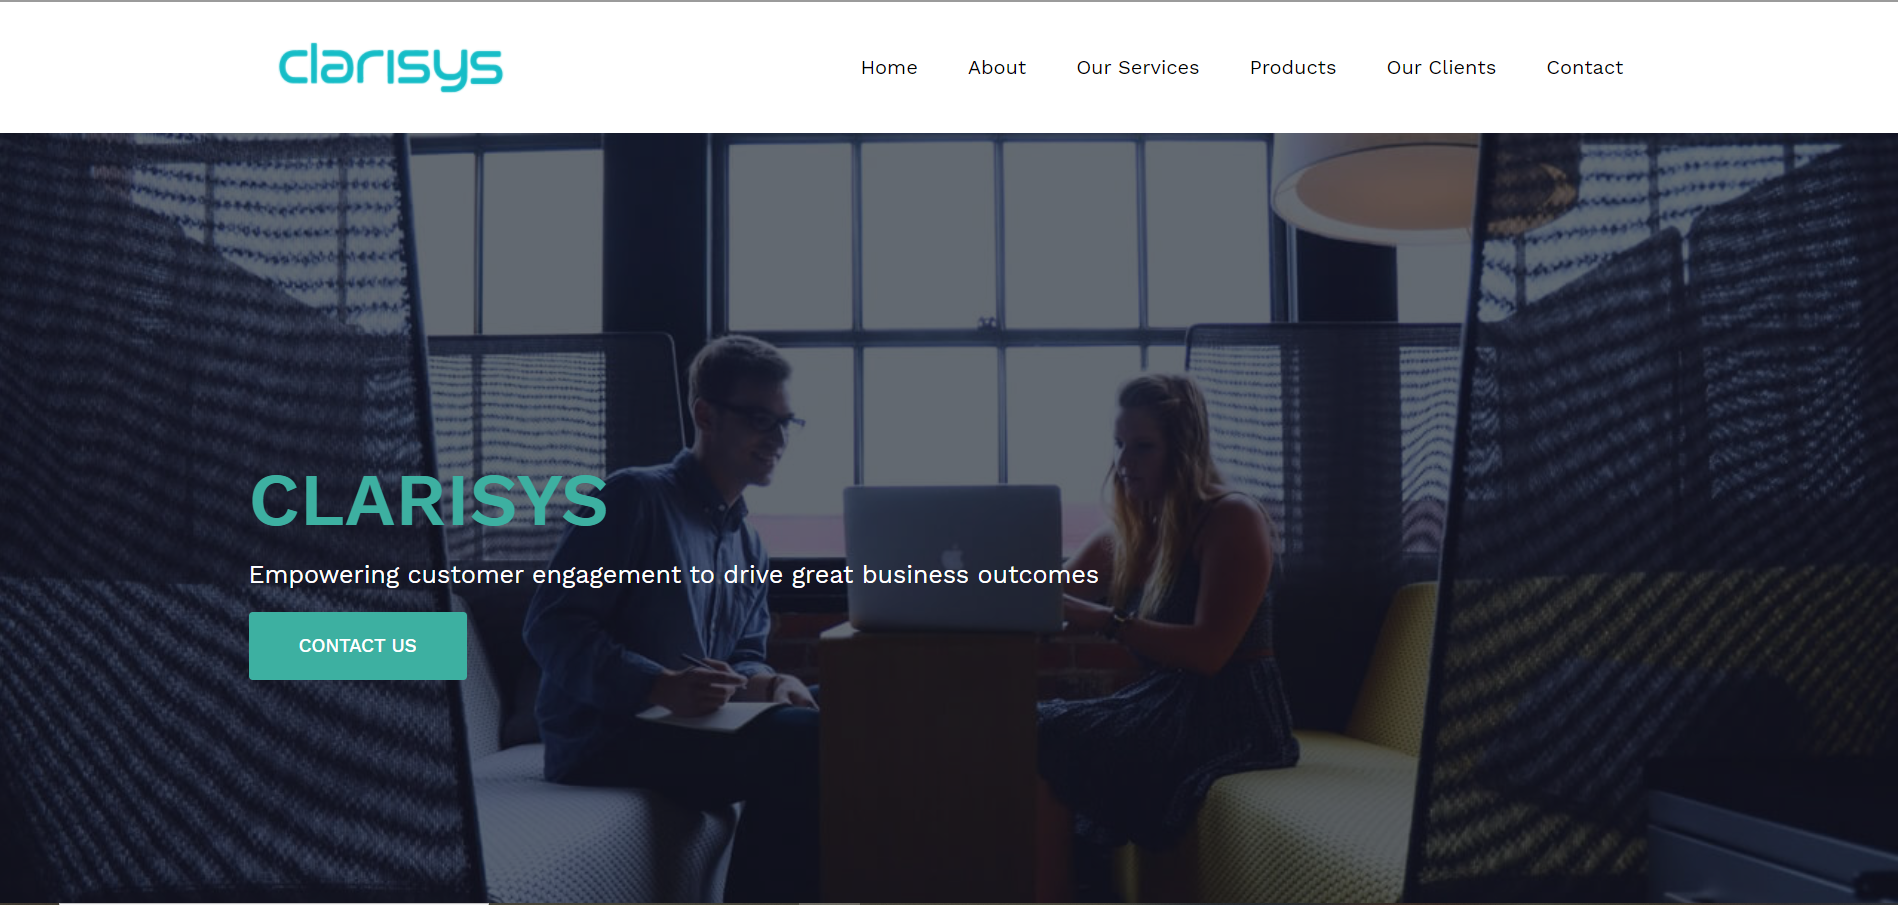 clarisys
Home About Our Services Products Our Clients Contact
CLARISYS
Empowering customer engagement to drive great business outcomes
CONTACT US